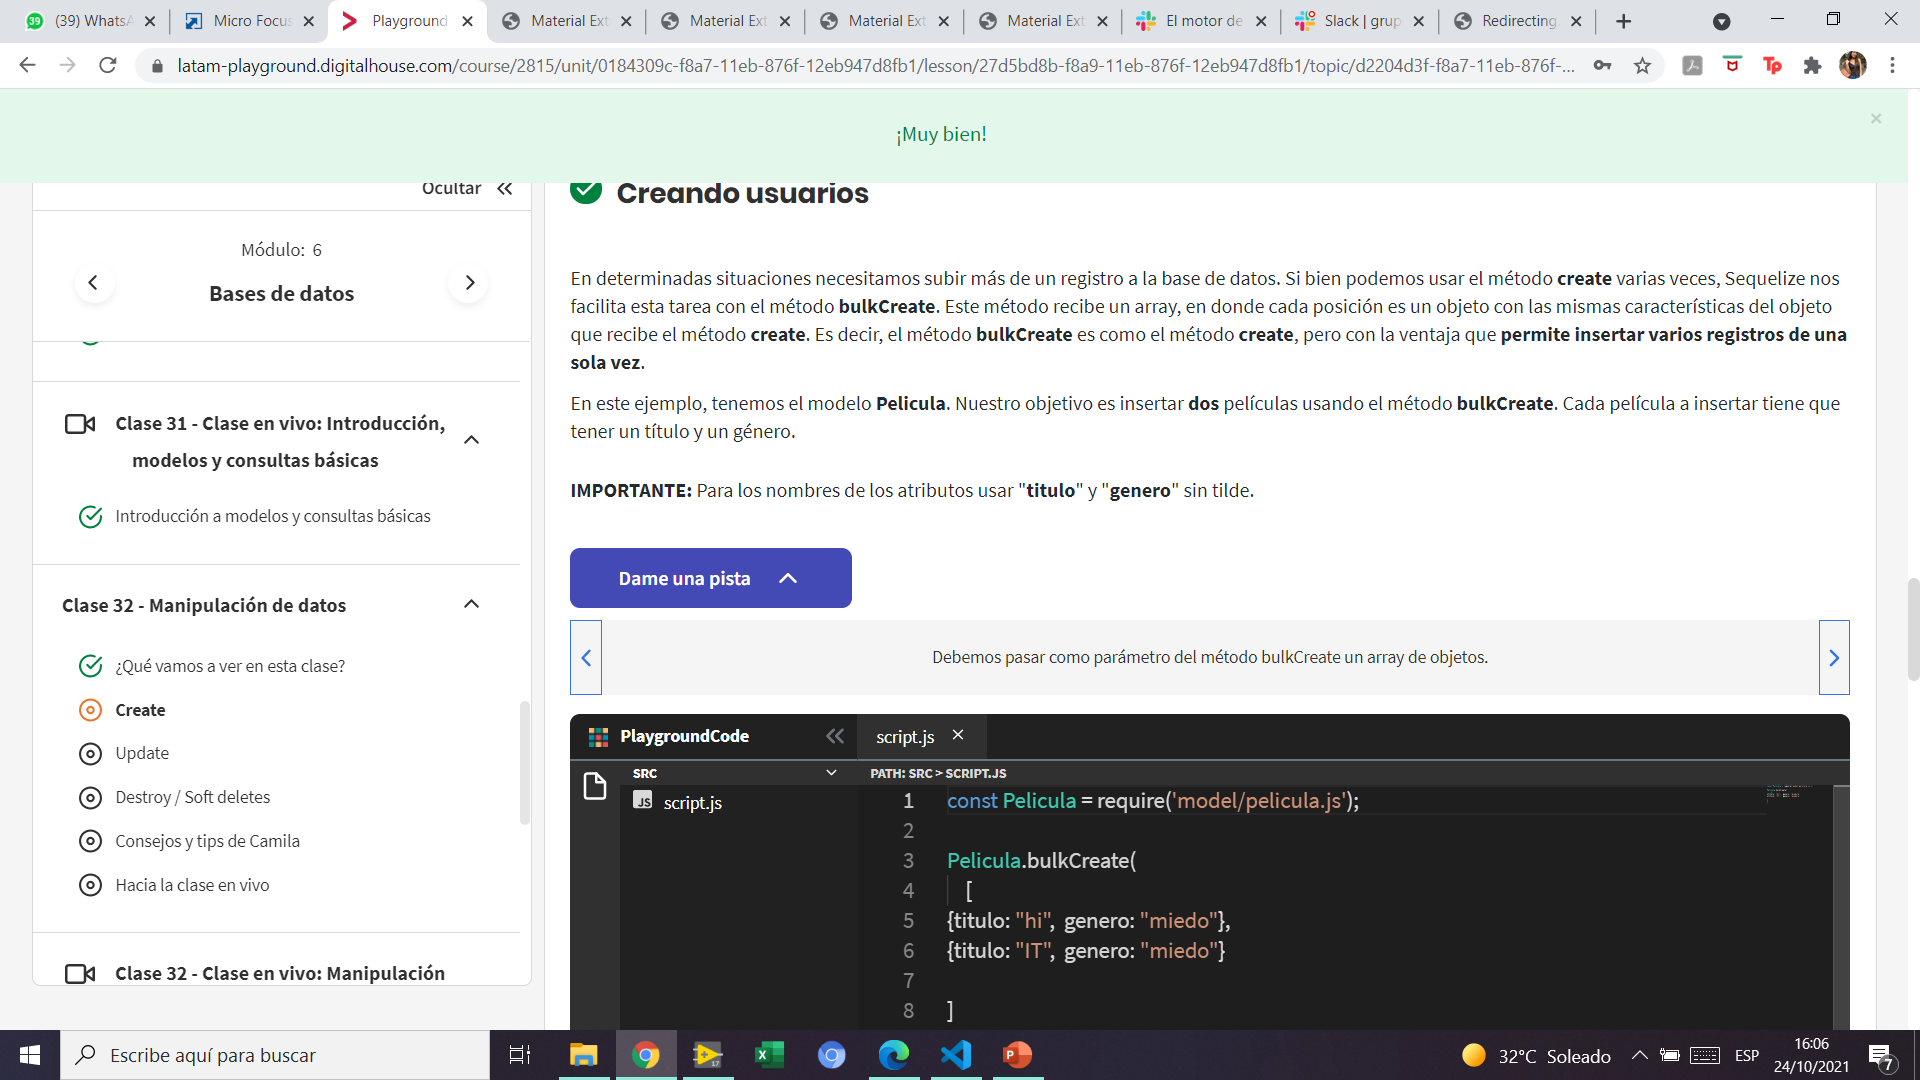 39 (39) WhatsA
Micro Focus
Playground
Material Ext
Material Ext
Material Ext
Material Ext
El motor de
Slack | grup
Redirecting
latam-playground.digitalhouse.com/course/2815/unit/0184309c-f8a7-11eb-876f-12eb947d8fb1/lesson/27d5bd8b-f8a9-11eb-876f-12eb947d8fb1/topic/d2204d3f-f8a7-11eb-876f-...
¡Muy bien!
Ocultar
Módulo: 6
Bases de datos
Clase 31 - Clase en vivo: Introducción,
modelos y consultas básicas
Introducción a modelos y consultas básicas
Clase 32 - Manipulación de datos
¿Qué vamos a ver en esta clase?
Create
Update
Destroy / Soft deletes
Consejos y tips de Camila
Hacia la clase en vivo
Clase 32 - Clase en vivo: Manipulación
Creando usuarios
En determinadas situaciones necesitamos subir más de un registro a la base de datos. Si bien podemos usar el método create varias veces, Sequelize nos
facilita esta tarea con el método bulkCreate. Este método recibe un array, en donde cada posición es un objeto con las mismas características del objeto
que recibe el método create. Es decir, el método bulkCreate es como el método create, pero con la ventaja que permite insertar varios registros de una
sola vez.
En este ejemplo, tenemos el modelo Pelicula. Nuestro objetivo es insertar dos películas usando el método bulkCreate. Cada película a insertar tiene que
tener un título y un género.
IMPORTANTE: Para los nombres de los atributos usar "titulo" y "genero" sin tilde.
Dame una pista
Debemos pasar como parámetro del método bulkCreate un array de objetos.
PlaygroundCode
script.js
SRC
PATH: SRC > SCRIPT.JS
JS script.js
1 const Pelicula = require('model/pelicula.js');
2
3 Pelicula.bulkCreate(
4 [
5 {titulo: "hi", genero: "miedo"},
6 {titulo: "IT", genero: "miedo"}
7
8 ]
Escribe aquí para buscar
32°C Soleado
ESP
16:06
24/10/2021
7